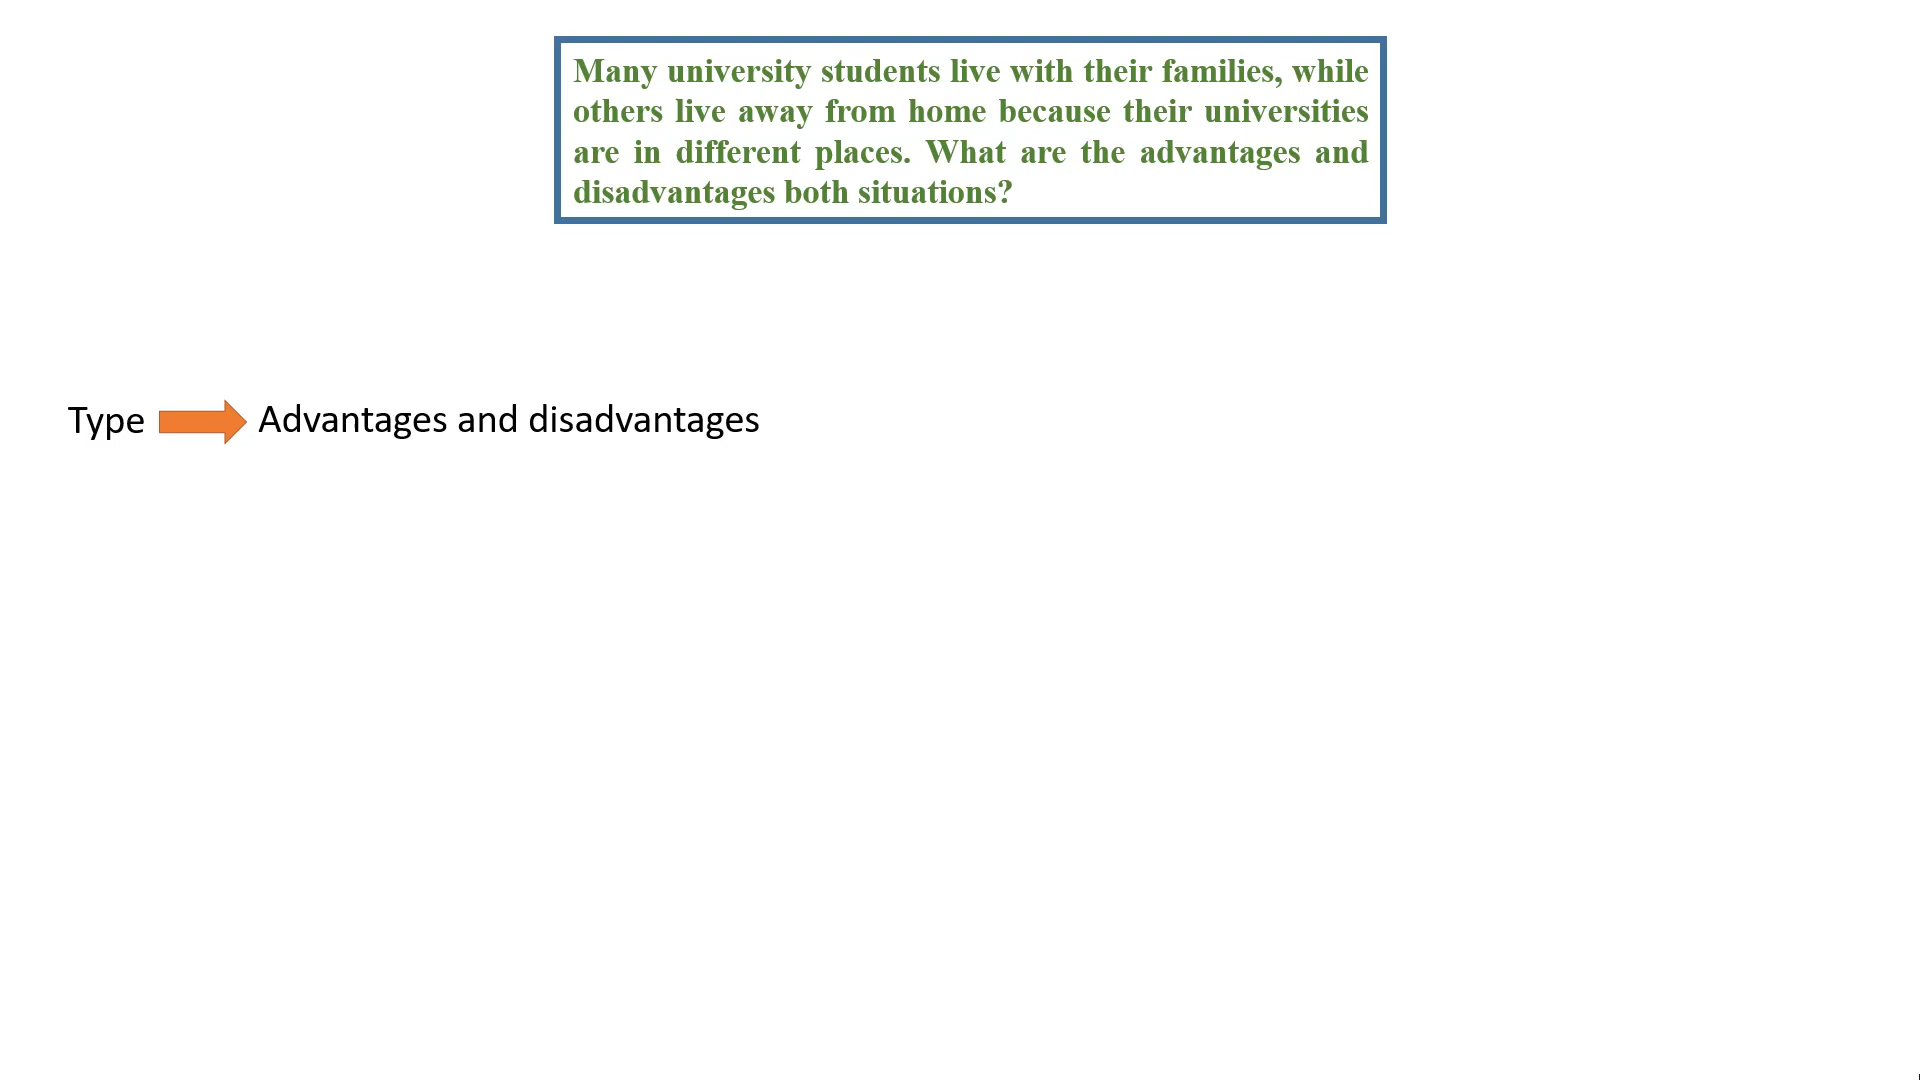 Many university students live with their families, while
others live away from home because their universities
are in different places. What are the advantages and
disadvantages both situations?
Type Advantages and disadvantages